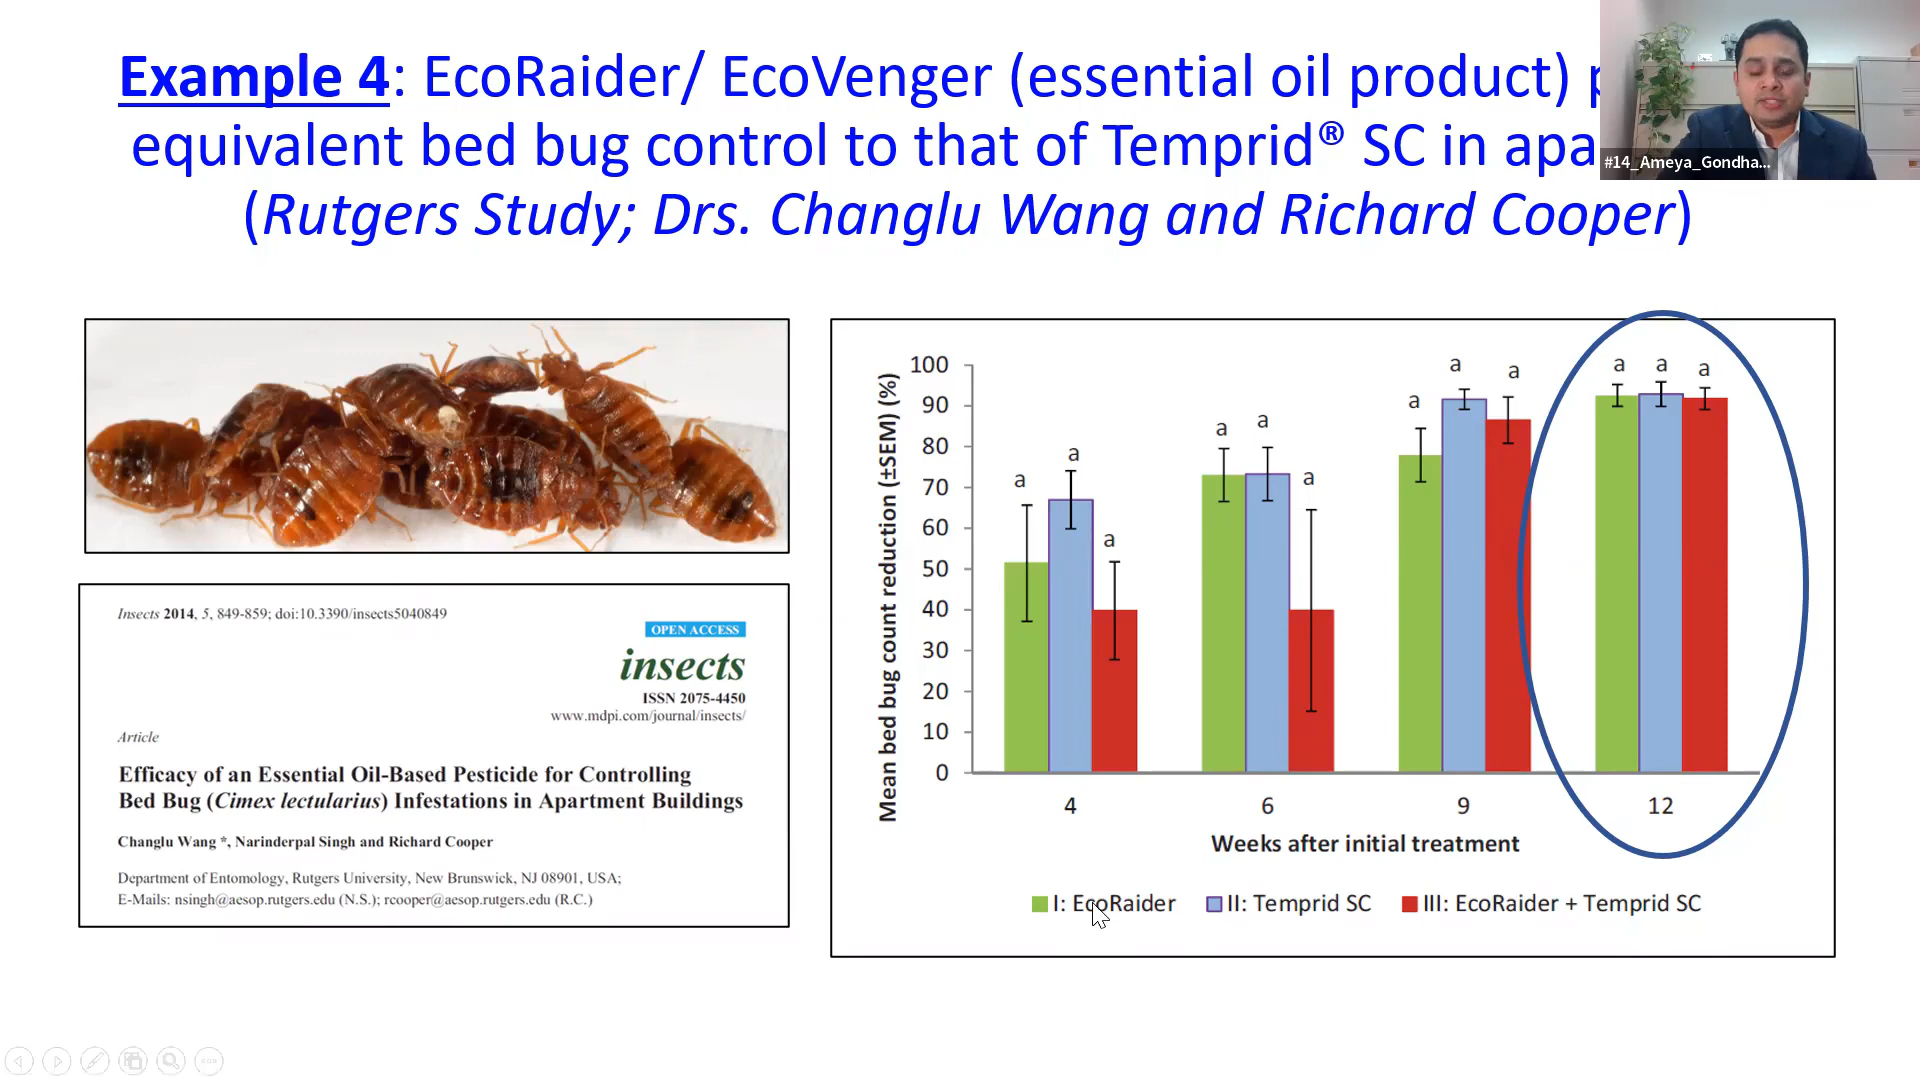 Example 4: EcoRaider/ EcoVenger (essential oil product)
equivalent bed bug control to that of Temprid® SC in
(Rutgers Study; Drs. Changlu Wang and Richard Cooper)
#14_Ameya_Gondha...
Insects 2014, 5, 849-859; doi:10.3390/insects5040849
OPEN ACCESS
insects
ISSN 2075-4450
www.mdpi.com/journal/insects/
Article
Efficacy of an Essential Oil-Based Pesticide for Controlling
Bed Bug (Cimex lectularius) Infestations in Apartment Buildings
Changlu Wang *, Narinderpal Singh and Richard Cooper
Department of Entomology, Rutgers University, New Brunswick, NJ 08901, USA;
E-Mails: nsingh@aesop.rutgers.edu (N.S.); rcooper@aesop.rutgers.edu (R.C.)
Mean bed bug count reduction (±SEM) (%)
100
90
80
70
60
50
40
30
20
10
0
a a a
a a a
a a a
a a a
4 6 9 12
Weeks after initial treatment
I: EcoRaider II: Temprid SC III: EcoRaider + Temprid SC